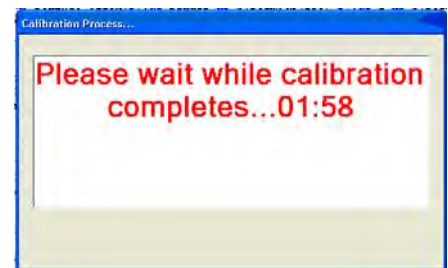 Calibration Process...
Please wait while calibration
completes...01:58